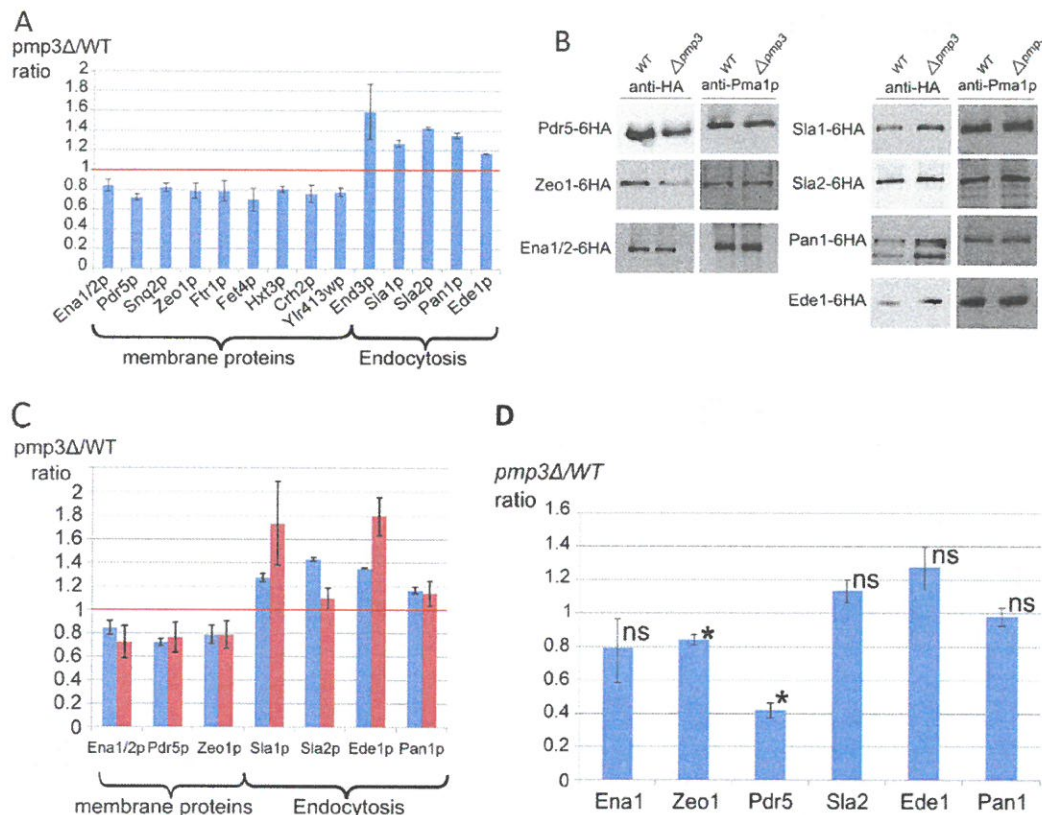 A
pmp3Δ/WT
ratio
2
1.8
1.6
1.4
1.2
1
0.8
0.6
0.4
0.2
0
Ena1/2p
Pdr5p
Snq2p
Zeo1p
Ftr1p
Fet4p
Hxt3p
Crh2p
Ylr413wp
End3p
Sla1p
Sla2p
Pan1p
Ede1p
membrane proteins
Endocytosis
B
WT Δpmp3 WT Δpmp3
anti-HA anti-Pma1p
Pdr5-6HA
Zeo1-6HA
Ena1/2-6HA
WT Δpmp3 WT Δpmp3
anti-HA anti-Pma1p
Sla1-6HA
Sla2-6HA
Pan1-6HA
Ede1-6HA
C
pmp3Δ/WT
ratio
2
1.8
1.6
1.4
1.2
1
0.8
0.6
0.4
0.2
0
Ena1/2p Pdr5p Zeo1p Sla1p Sla2p Ede1p Pan1p
membrane proteins Endocytosis
D
pmp3Δ/WT
ratio
1.6
1.4
1.2
1
0.8
0.6
0.4
0.2
0
ns * * ns ns ns
Ena1 Zeo1 Pdr5 Sla2 Ede1 Pan1